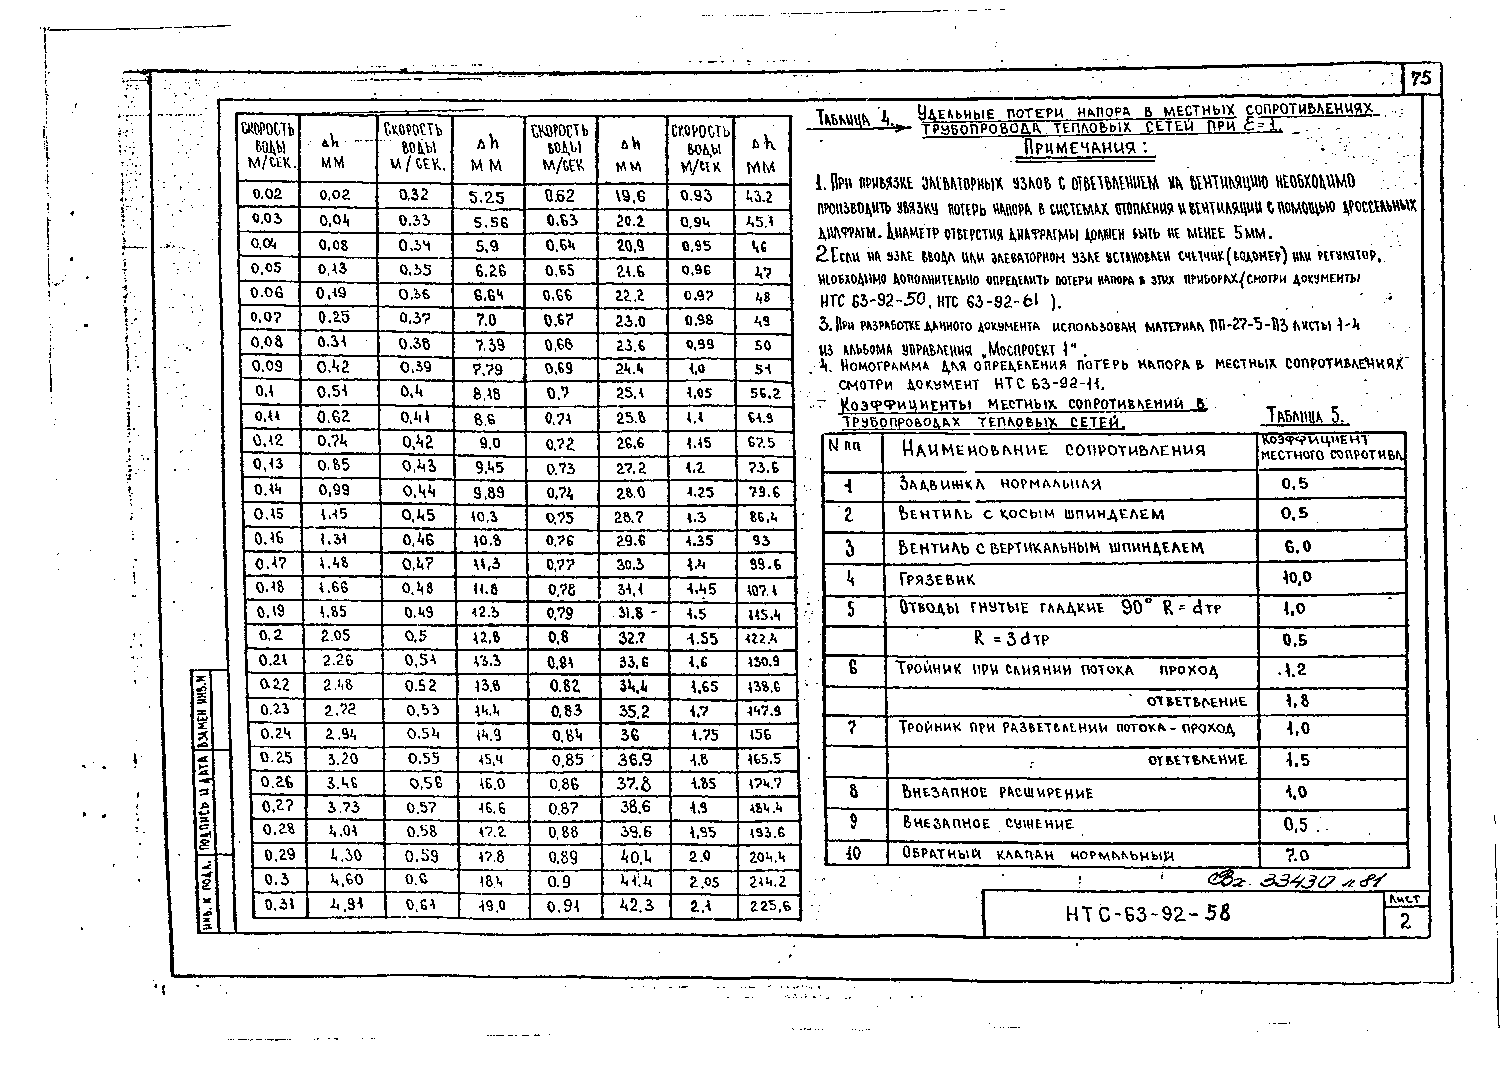 75
СКОРОСТЬ ВОДЫ М/СЕК. Δh ММ СКОРОСТЬ ВОДЫ М/СЕК. Δh ММ СКОРОСТЬ ВОДЫ М/СЕК Δh ММ СКОРОСТЬ ВОДЫ М/СЕК Δh ММ
0.02 0,02 0,32 5.25 0.62 19,6 0.93 43.2
0.03 0,04 0.33 5.56 0.63 20.2 0,94 45.1
0,04 0,08 0.34 5,9 0.64 20,9 0.95 46
0,05 0,13 0.35 6.26 0.65 21.6 0,96 47
0.06 0,19 0.36 6.64 0.66 22.2 0.97 48
0,07 0.25 0,37 7.0 0.67 23.0 0.98 49
0,08 0.31 0.38 7.39 0.68 23.6 0,99 50
0.09 0.42 0.39 7.79 0,69 24.4 1,0 51
0,1 0.51 0,4 8,18 0,7 25,1 1,05 56,2
0,11 0.62 0,41 8,6 0,71 25.8 1,1 61.9
0,12 0,74 0,42 9,0 0,72 26,6 1.15 67.5
0,13 0.85 0,43 9,45 0.73 27.2 1.2 73.6
0.14 0,99 0,44 9,89 0,74 28.0 1.25 79.6
0,15 1.15 0,45 10,3 0,75 28.7 1.3 86,4
0.16 1.31 0,46 10,8 0,76 29.6 1.35 93
0.17 1.48 0,47 11,3 0,77 30.3 1.4 99.6
0.18 1.66 0,48 11.8 0,78 31,1 1.45 107.1
0,19 1.85 0.49 12.3 0,79 31.8 1.5 115.4
0,2 2.05 0,5 12,8 0,8 32.7 1.55 122.4
0.21 2.26 0,51 13.3 0,81 33,6 1,6 130.9
0.22 2.48 0.52 13,8 0.82 34,4 1,65 138.6
0.23 2.72 0,53 14.4 0,83 35,2 1,7 147.9
0.24 2.94 0.54 14.9 0,84 36 1.75 156
0.25 3.20 0.55 15,4 0,85 36.9 1.8 165.5
0.26 3.46 0,56 16.0 0,86 37.8 1.85 174.7
0.27 3.73 0.57 16.6 0.87 38,6 1,9 184.4
0.28 4.01 0.58 17.2 0,88 39.6 1,95 193.6
0,29 4.30 0.59 17.8 0,89 40,4 2.0 204.4
0.3 4,60 0.6 18.4 0.9 41.4 2.05 214.2
0.31 4,91 0,61 19,0 0,91 42,3 2,1 225,6
ТАБЛИЦА 4. УДЕЛЬНЫЕ ПОТЕРИ НАПОРА В МЕСТНЫХ СОПРОТИВЛЕНИЯХ
ТРУБОПРОВОДА ТЕПЛОВЫХ СЕТЕЙ ПРИ Ɛ=1.
ПРИМЕЧАНИЯ:
1. ПРИ ПРИВЯЗКЕ ЭЛЕВАТОРНЫХ УЗЛОВ С ОТВЕТВЛЕНИЕМ НА ВЕНТИЛЯЦИЮ НЕОБХОДИМО
ПРОИЗВОДИТЬ УВЯЗКУ ПОТЕРЬ НАПОРА В СИСТЕМАХ ОТОПЛЕНИЯ И ВЕНТИЛЯЦИИ С ПОМОЩЬЮ ДРОССЕЛЬНЫХ
ДИАФРАГМ. ДИАМЕТР ОТВЕРСТИЯ ДИАФРАГМЫ ДОЛЖЕН БЫТЬ НЕ МЕНЕЕ 5ММ.
2. ЕСЛИ НА УЗЛЕ ВВОДА ИЛИ ЭЛЕВАТОРНОМ УЗЛЕ УСТАНОВЛЕН СЧЕТЧИК (ВОДОМЕР) ИЛИ РЕГУЛЯТОР,
НЕОБХОДИМО ДОПОЛНИТЕЛЬНО ОПРЕДЕЛИТЬ ПОТЕРИ НАПОРА В ЭТИХ ПРИБОРАХ/СМОТРИ ДОКУМЕНТЫ
НТС 63-92-50, НТС 63-92-61 ).
3. ПРИ РАЗРАБОТКЕ ДАННОГО ДОКУМЕНТА ИСПОЛЬЗОВАН МАТЕРИАЛ ПП-27-5-ПЗ ЛИСТЫ 1-4
ИЗ АЛЬБОМА УПРАВЛЕНИЯ „МОСПРОЕКТ 1".
4. НОМОГРАММА ДЛЯ ОПРЕДЕЛЕНИЯ ПОТЕРЬ НАПОРА В МЕСТНЫХ СОПРОТИВЛЕНИЯХ
СМОТРИ ДОКУМЕНТ НТС 63-92-11.
КОЭФФИЦИЕНТЫ МЕСТНЫХ СОПРОТИВЛЕНИЙ В
ТРУБОПРОВОДАХ ТЕПЛОВЫХ СЕТЕЙ.
ТАБЛИЦА 5.
N ПП НАИМЕНОВАНИЕ СОПРОТИВЛЕНИЯ КОЭФФИЦИЕНТ МЕСТНОГО СОПРОТИВЛ
1 ЗАДВИЖКА НОРМАЛЬНАЯ 0,5
2 ВЕНТИЛЬ С КОСЫМ ШПИНДЕЛЕМ 0,5
3 ВЕНТИЛЬ С ВЕРТИКАЛЬНЫМ ШПИНДЕЛЕМ 6.0
4 ГРЯЗЕВИК 10,0
5 ОТВОДЫ ГНУТЫЕ ГЛАДКИЕ 90° R = dТР 1,0
R = 3dТР 0,5
6 ТРОЙНИК ПРИ СЛИЯНИИ ПОТОКА ПРОХОД 1.2
ОТВЕТВЛЕНИЕ 1,8
7 ТРОЙНИК ПРИ РАЗВЕТВЛЕНИИ ПОТОКА - ПРОХОД 1,0
ОТВЕТВЛЕНИЕ 1.5
8 ВНЕЗАПНОЕ РАСШИРЕНИЕ 1,0
9 ВНЕЗАПНОЕ СУЖЕНИЕ 0,5
10 ОБРАТНЫЙ КЛАПАН НОРМАЛЬНЫЙ 7.0
33430 л 81
НТС-63-92-58
ЛИСТ
2
ВЗАМЕН ИНВ.N
ПОДПИСЬ И ДАТА
ИНВ. N ПОДЛ.